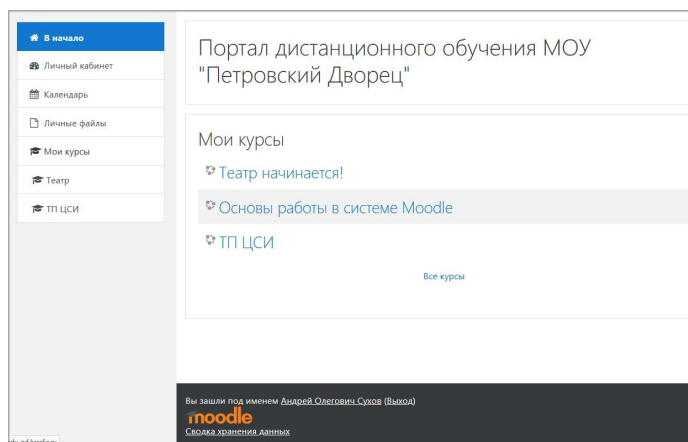 В начало
Личный кабинет
Календарь
Личные файлы
Мои курсы
Театр
ТП ЦСИ
Портал дистанционного обучения МОУ
"Петровский Дворец"
Мои курсы
Театр начинается!
Основы работы в системе Moodle
ТП ЦСИ
Все курсы
Вы зашли под именем Андрей Олегович Сухов (Выход)
moodle
Сводка хранения данных